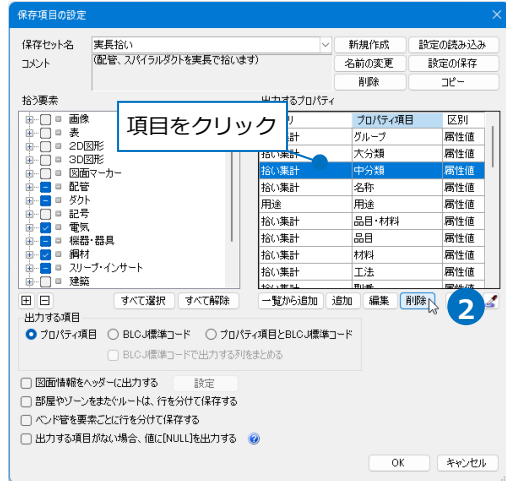 保存項目の設定
保存セット名 実長拾い 新規作成 設定の読み込み
コメント (配管、スパイラルダクトを実長で拾います) 名前の変更 設定の保存
削除 コピー
拾う要素 出力するプロパティ
項目をクリック
画像
表
2D図形
3D図形
図面マーカー
配管
ダクト
記号
電気
機器・器具
鋼材
スリーブ・インサート
建築
プロパティ項目 区別
グループ 属性値
拾い集計 大分類 属性値
拾い集計 中分類 属性値
拾い集計 名称 属性値
用途 用途 属性値
拾い集計 品目・材料 属性値
拾い集計 品目 属性値
拾い集計 材料 属性値
拾い集計 工法 属性値
すべて選択 すべて解除 一覧から追加 追加 編集 削除 2
出力する項目
プロパティ項目 BLCJ標準コード プロパティ項目とBLCJ標準コード
BLCJ標準コードで出力する列をまとめる
図面情報をヘッダーに出力する 設定
部屋やゾーンをまたぐルートは、行を分けて保存する
ベンド管を要素ごとに行を分けて保存する
出力する項目がない場合、値に[NULL]を出力する ?
OK キャンセル